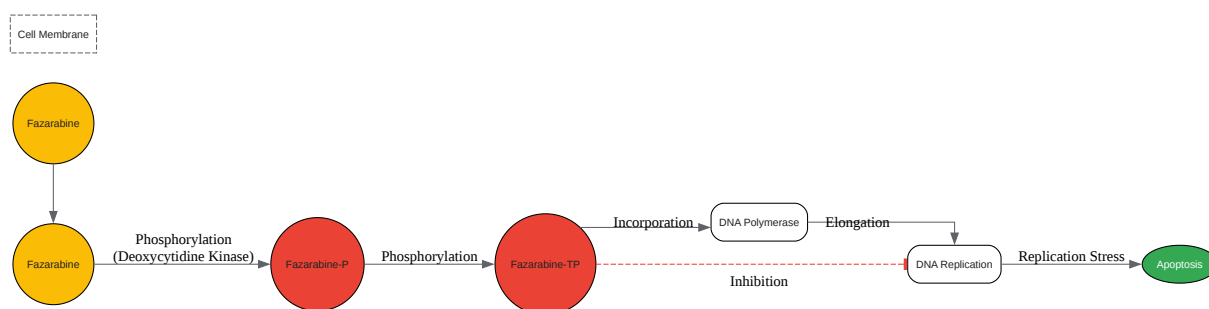 Cell Membrane
Fazarabine
Fazarabine
Phosphorylation
(Deoxycytidine Kinase)
Fazarabine-P
Phosphorylation
Fazarabine-TP
Incorporation
DNA Polymerase
Elongation
Inhibition
DNA Replication
Replication Stress
Apoptosis